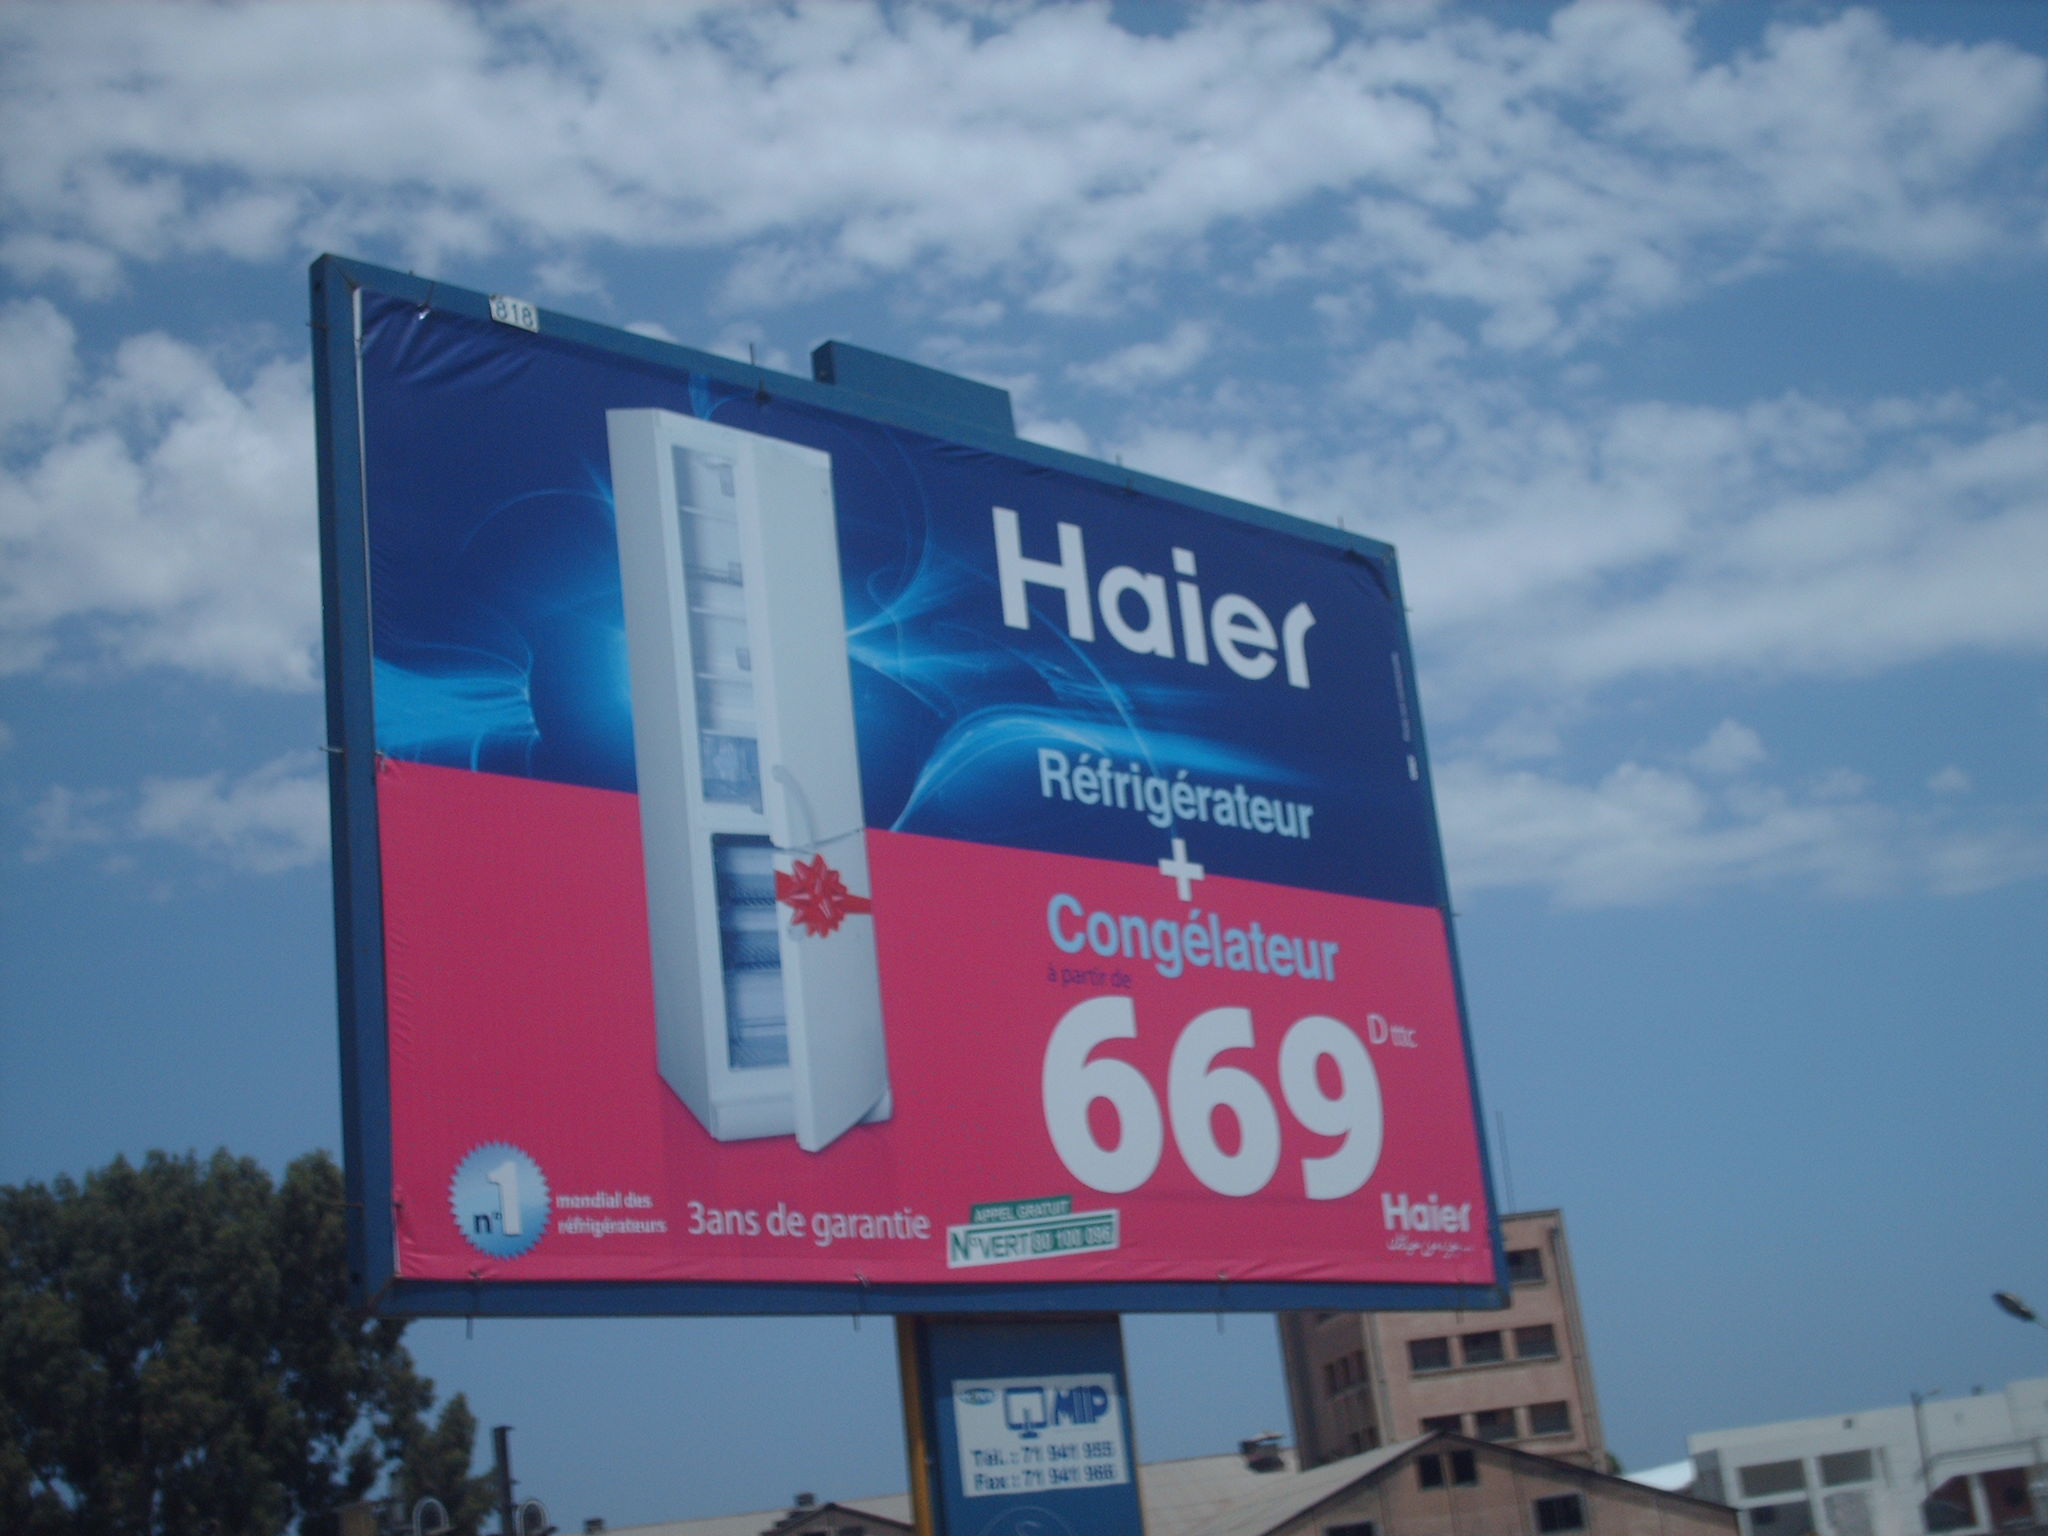 818
Haier
Réfrigérateur
+
Congélateur
à partir de
669 D ttc
n°1
mondial des
réfrigérateurs
3ans de garantie
APPEL GRATUIT
N° VERT 80 100 096
Haier
MIP
Tél. : 71 941 955
Fax : 71 941 966